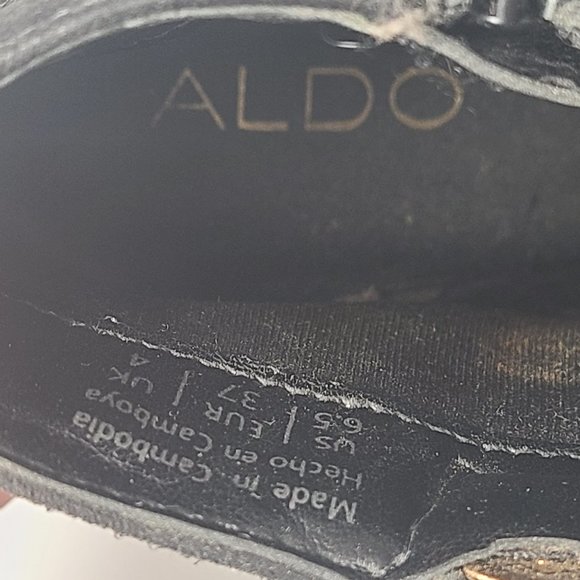 ALDO
Made in Cambodia
Hecho en Camboya
US | EUR | UK
6.5 | 37 | 4